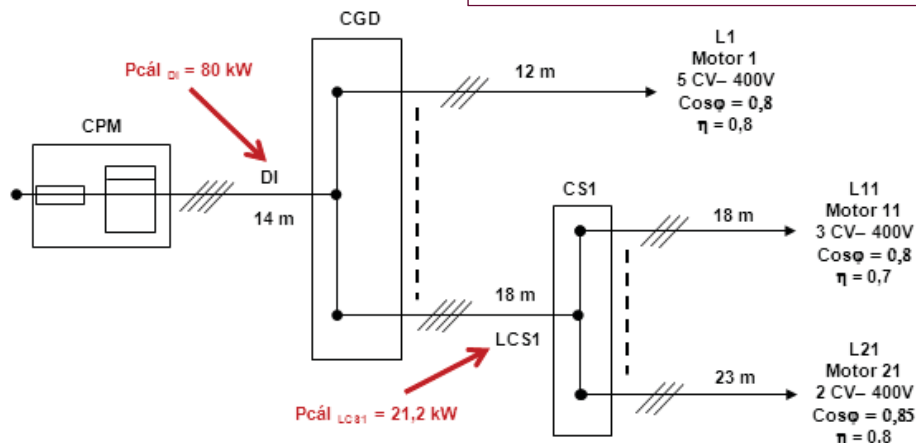 CGD
Pcál DI = 80 kW
CPM
DI
14 m
12 m
L1
Motor 1
5 CV– 400V
Cosφ = 0,8
η = 0,8
CS1
18 m
L11
Motor 11
3 CV– 400V
Cosφ = 0,8
η = 0,7
18 m
LCS1
Pcál LCS1 = 21,2 kW
23 m
L21
Motor 21
2 CV– 400V
Cosφ = 0,85
η = 0,8